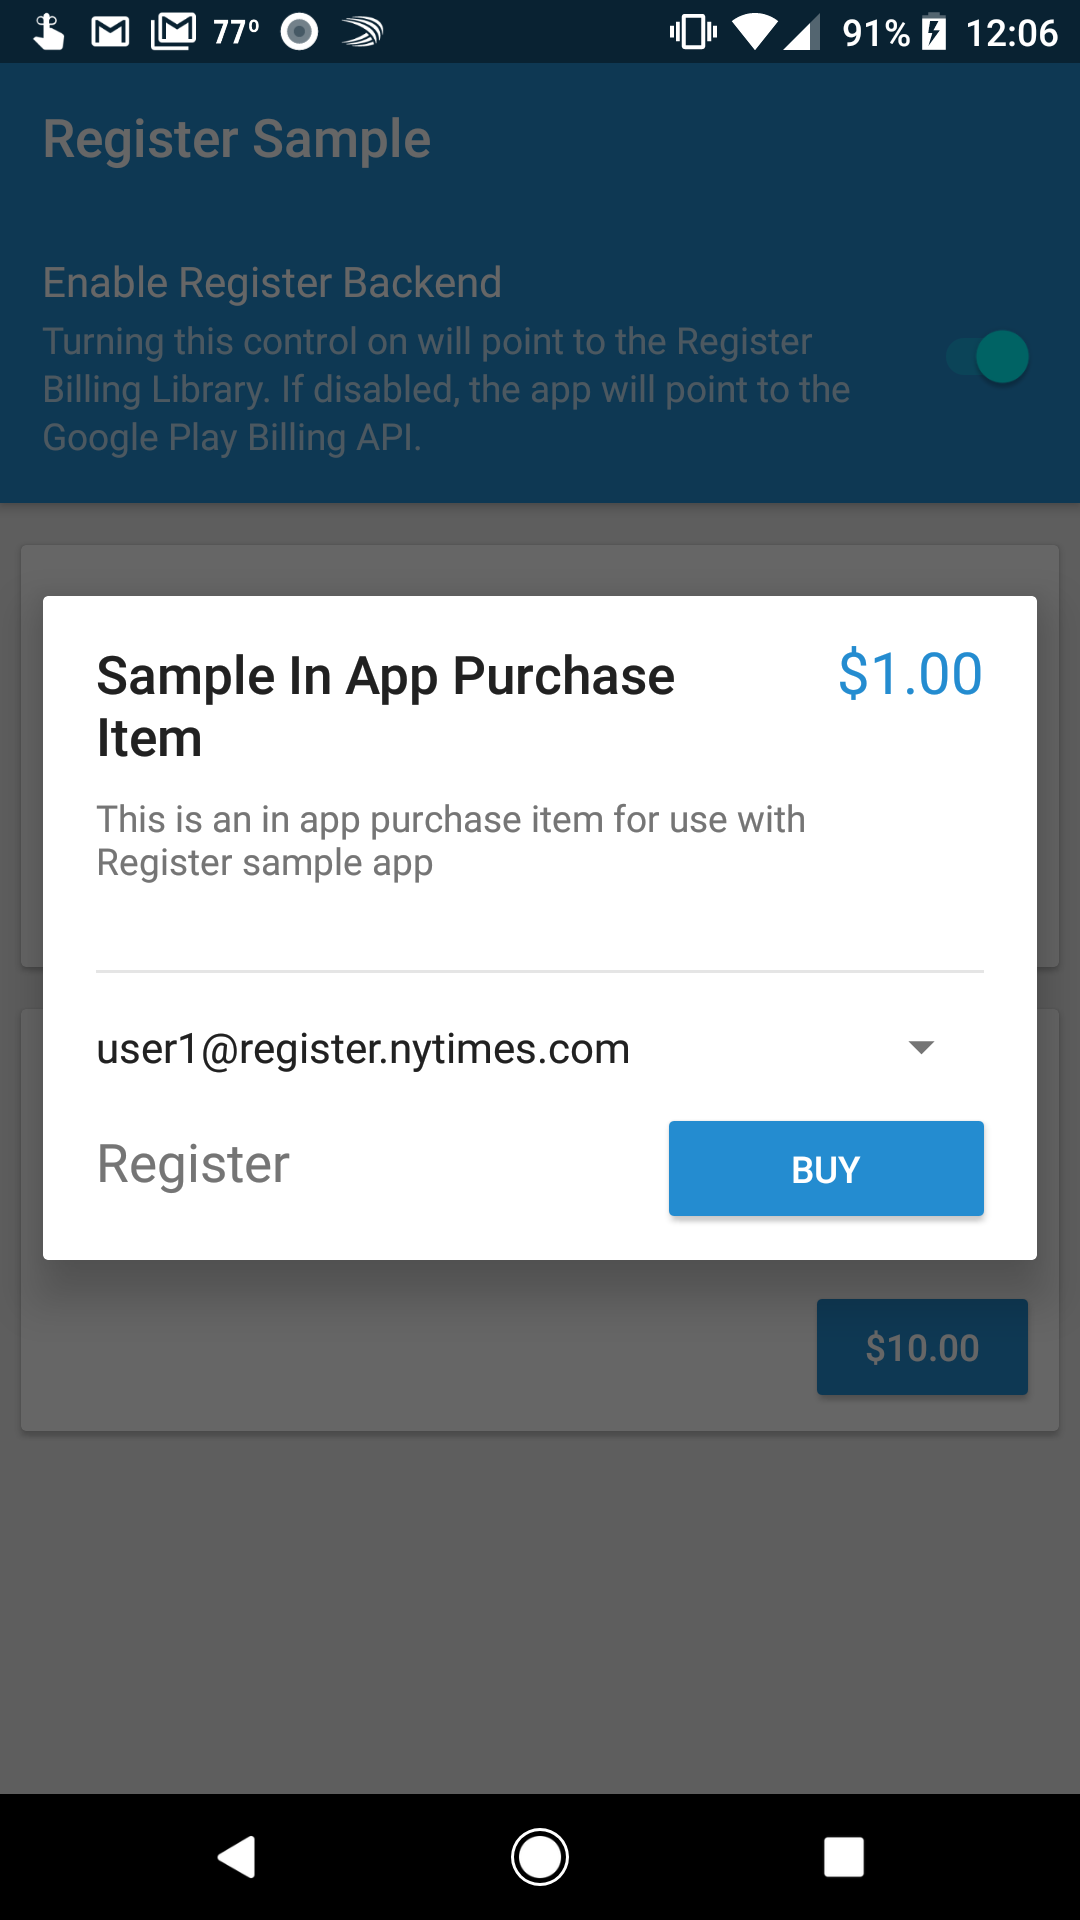 77°
91%
12:06
Register Sample
Enable Register Backend
Turning this control on will point to the Register
Billing Library. If disabled, the app will point to the
Google Play Billing API.
Sample In App Purchase
Item
$1.00
This is an in app purchase item for use with
Register sample app
user1@register.nytimes.com
Register
BUY
$10.00